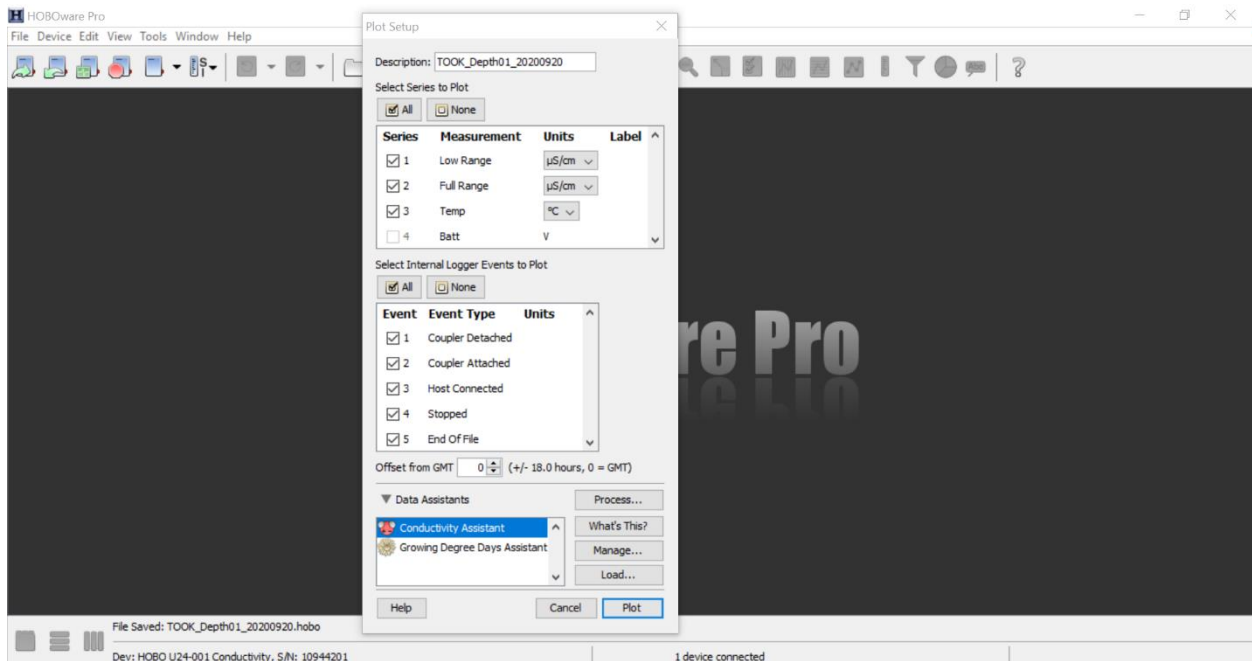 HOBOware Pro
File Device Edit View Tools Window Help
Plot Setup
Description: TOOK_Depth01_20200920
Select Series to Plot
All None
Series Measurement Units Label
1 Low Range µS/cm
2 Full Range µS/cm
3 Temp °C
4 Batt V
Select Internal Logger Events to Plot
All None
Event Event Type Units
1 Coupler Detached
2 Coupler Attached
3 Host Connected
4 Stopped
5 End Of File
Offset from GMT 0 (+/- 18.0 hours, 0 = GMT)
Data Assistants Process...
Conductivity Assistant What's This?
Growing Degree Days Assistant Manage...
Load...
Help Cancel Plot
re Pro
File Saved: TOOK_Depth01_20200920.hobo
Dev: HOBO U24-001 Conductivity, S/N: 10944201 1 device connected